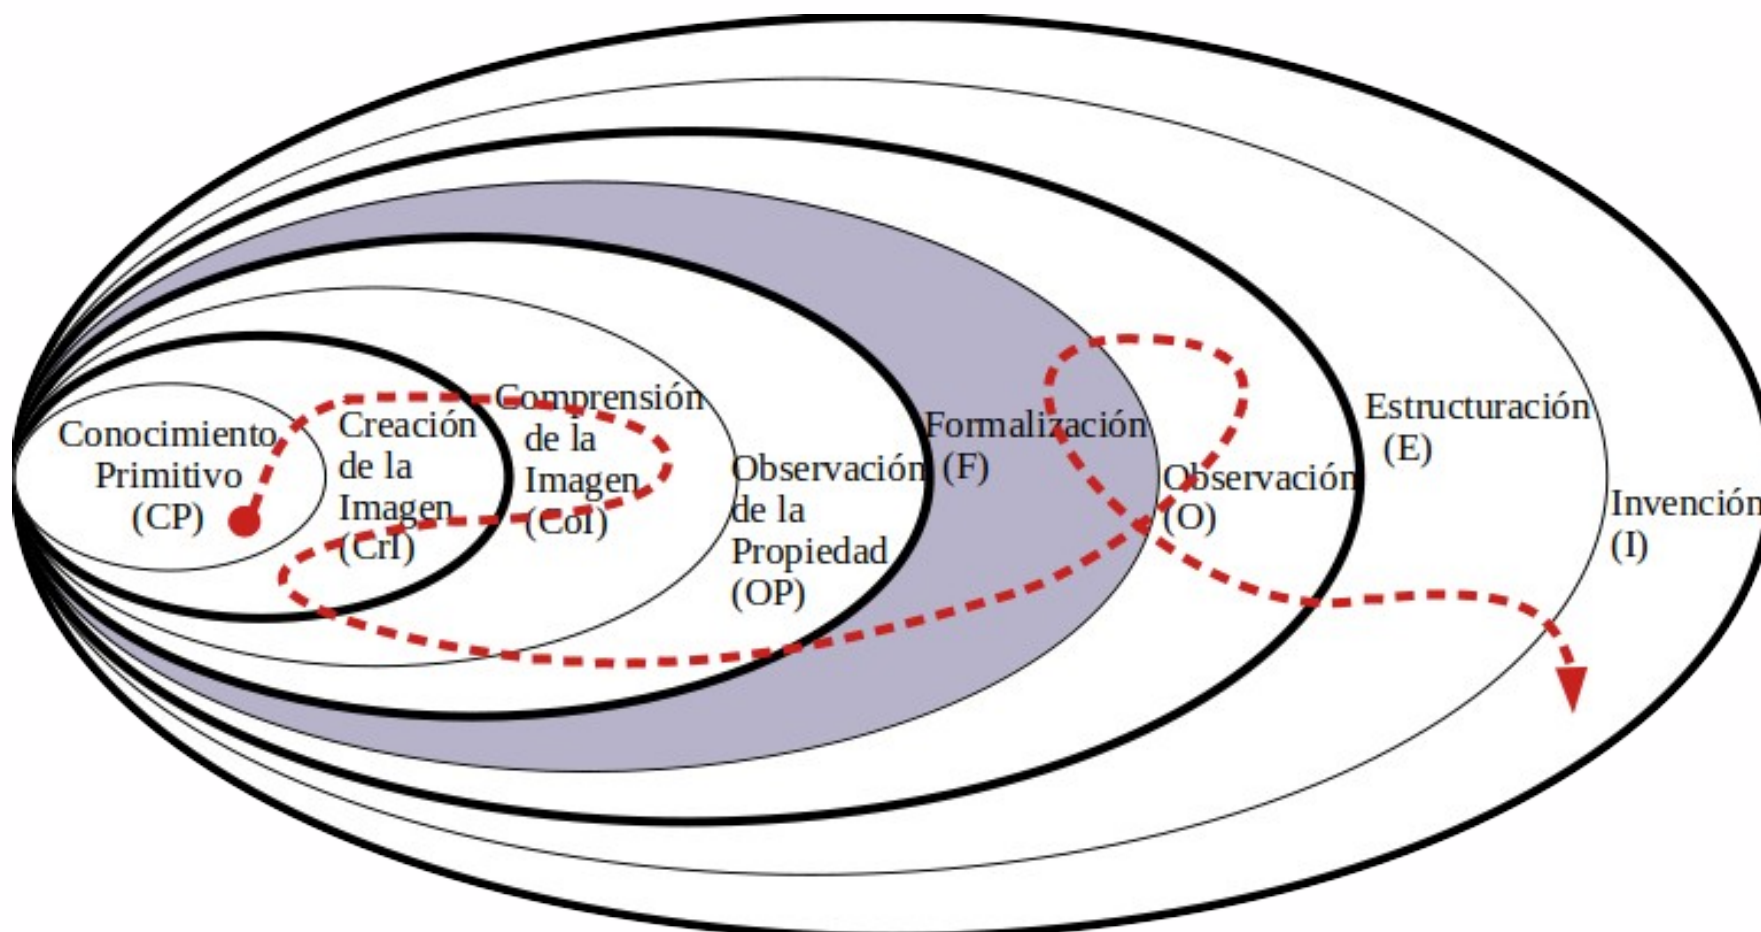 Conocimiento
Primitivo
(CP)
Creación
de la
Imagen
(CrI)
Comprensión
de la
Imagen
(CoI)
Observación
de la
Propiedad
(OP)
Formalización
(F)
Observación
(O)
Estructuración
(E)
Invención
(I)